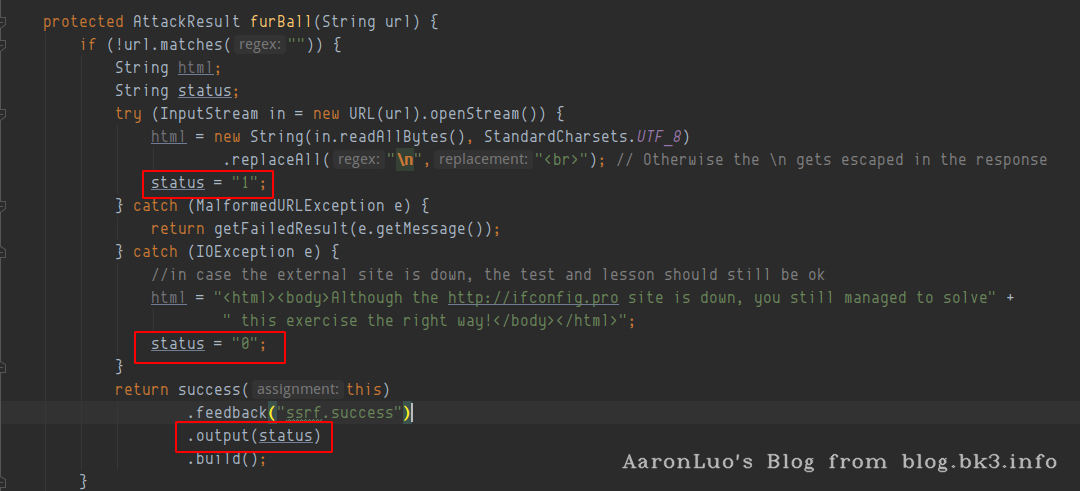 protected AttackResult furBall(String url) {
if (!url.matches( regex: "")) {
String html;
String status;
try (InputStream in = new URL(url).openStream()) {
html = new String(in.readAllBytes(), StandardCharsets.UTF_8)
.replaceAll( regex: "\n", replacement: "<br>"); // Otherwise the \n gets escaped in the response
status = "1";
} catch (MalformedURLException e) {
return getFailedResult(e.getMessage());
} catch (IOException e) {
//in case the external site is down, the test and lesson should still be ok
html = "<html><body>Although the http://ifconfig.pro site is down, you still managed to solve" +
" this exercise the right way!</body></html>";
status = "0";
}
return success( assignment: this)
.feedback("ssrf.success")
.output(status)
.build();
}
AaronLuo's Blog from blog.bk3.info